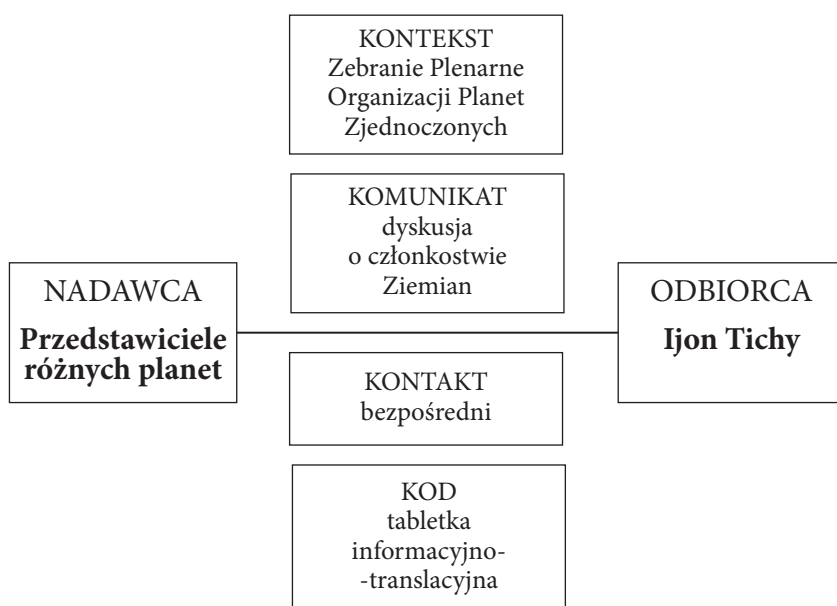 KONTEKST
Zebranie Plenarne
Organizacji Planet
Zjednoczonych
KOMUNIKAT
dyskusja
o członkostwie
Ziemian
NADAWCA
Przedstawiciele
różnych planet
ODBIORCA
Ijon Tichy
KONTAKT
bezpośredni
KOD
tabletka
informacyjno-
-translacyjna